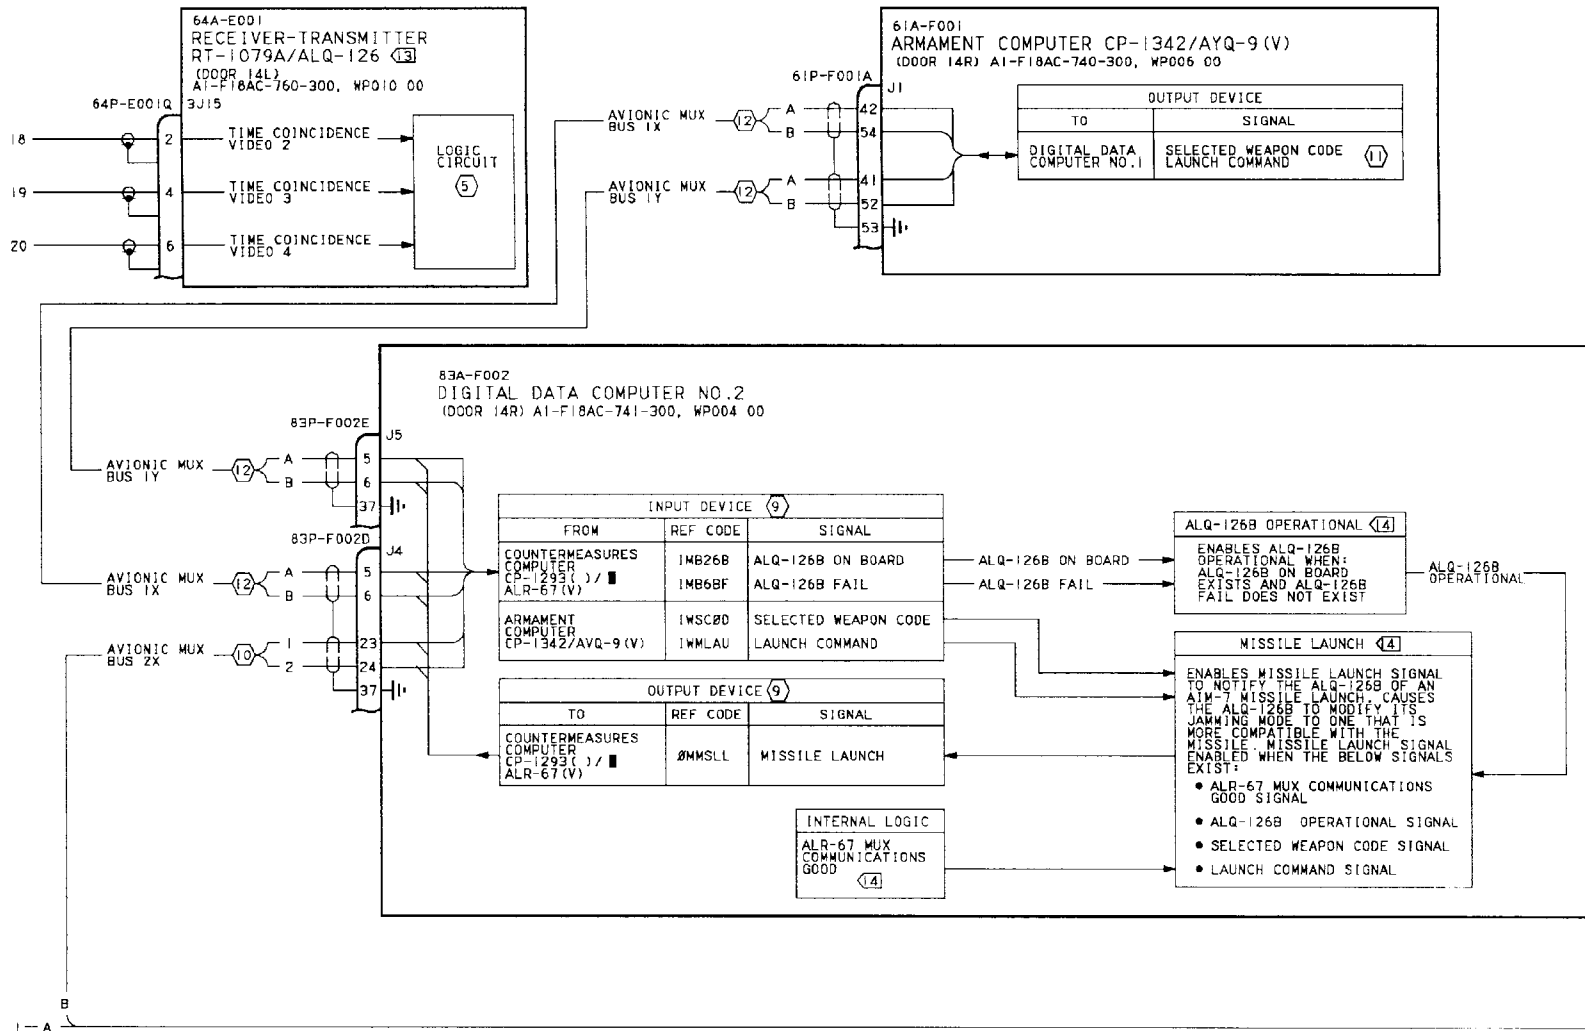 64A-E001
RECEIVER-TRANSMITTER
RT-1079A/ALQ-126 13
(DOOR 14L)
A1-F18AC-760-300, WP010 00
64P-E001Q 3J15
18
2
TIME COINCIDENCE
VIDEO 2
19
4
TIME COINCIDENCE
VIDEO 3
20
6
TIME COINCIDENCE
VIDEO 4
LOGIC
CIRCUIT
5
61A-F001
ARMAMENT COMPUTER CP-1342/AYQ-9(V)
(DOOR 14R) A1-F18AC-740-300, WP006 00
61P-F001A
J1
AVIONIC MUX
BUS 1X
12
A
42
B
54
AVIONIC MUX
BUS 1Y
12
A
41
B
52
53
OUTPUT DEVICE
TO SIGNAL
DIGITAL DATA
COMPUTER NO.1
SELECTED WEAPON CODE
LAUNCH COMMAND
11
83A-F002
DIGITAL DATA COMPUTER NO.2
(DOOR 14R) A1-F18AC-741-300, WP004 00
83P-F002E
J5
AVIONIC MUX
BUS 1Y
12
A
5
B
6
37
83P-F002D
J4
AVIONIC MUX
BUS 1X
12
A
5
B
6
AVIONIC MUX
BUS 2X
10
1
23
2
24
37
INPUT DEVICE 9
FROM REF CODE SIGNAL
COUNTERMEASURES
COMPUTER
CP-1293( )/
ALR-67(V)
IMB26B ALQ-126B ON BOARD
IMB6BF ALQ-126B FAIL
ARMAMENT
COMPUTER
CP-1342/AVQ-9(V)
IWSCØD SELECTED WEAPON CODE
IWMLAU LAUNCH COMMAND
ALQ-126B ON BOARD
ALQ-126B FAIL
OUTPUT DEVICE 9
TO REF CODE SIGNAL
COUNTERMEASURES
COMPUTER
CP-1293( )/
ALR-67(V)
ØMMSLL MISSILE LAUNCH
INTERNAL LOGIC
ALR-67 MUX
COMMUNICATIONS
GOOD
14
ALQ-126B OPERATIONAL 14
ENABLES ALQ-126B
OPERATIONAL WHEN:
ALQ-126B ON BOARD
EXISTS AND ALQ-126B
FAIL DOES NOT EXIST
ALQ-126B
OPERATIONAL
MISSILE LAUNCH 14
ENABLES MISSILE LAUNCH SIGNAL
TO NOTIFY THE ALQ-126B OF AN
AIM-7 MISSILE LAUNCH. CAUSES
THE ALQ-126B TO MODIFY ITS
JAMMING MODE TO ONE THAT IS
MORE COMPATIBLE WITH THE
MISSILE. MISSILE LAUNCH SIGNAL
ENABLED WHEN THE BELOW SIGNALS
EXIST:
• ALR-67 MUX COMMUNICATIONS
GOOD SIGNAL
• ALQ-126B OPERATIONAL SIGNAL
• SELECTED WEAPON CODE SIGNAL
• LAUNCH COMMAND SIGNAL
B
1-- A